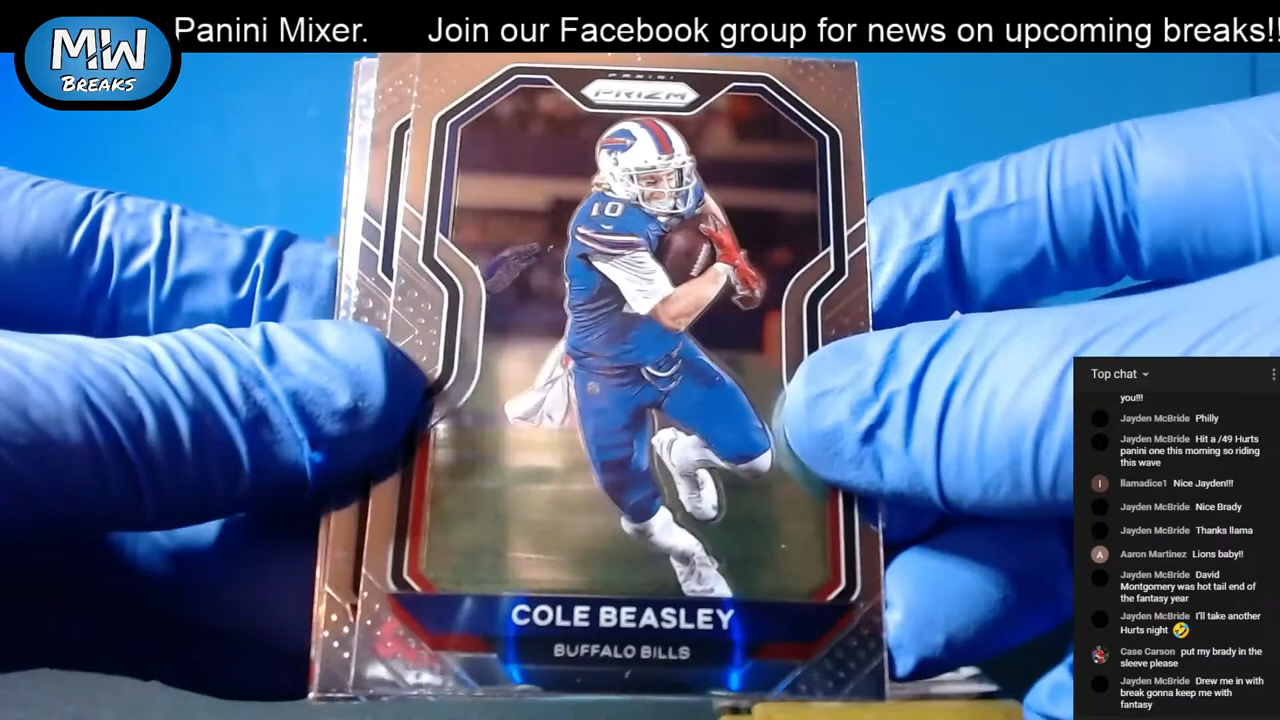 Panini Mixer. Join our Facebook group for news on upcoming breaks!!
MW
BREAKS
PANINI
PRIZM
10
COLE BEASLEY
BUFFALO BILLS
Top chat
you!!!
Jayden McBride Philly
Jayden McBride Hit a /49 Hurts
panini one this morning so riding
this wave
I llamadice1 Nice Jayden!!!
Jayden McBride Nice Brady
Jayden McBride Thanks llama
A Aaron Martinez Lions baby!!
Jayden McBride David
Montgomery was hot tail end of
the fantasy year
Jayden McBride I'll take another
Hurts night 🤣
Case Carson put my brady in the
sleeve please
Jayden McBride Drew me in with
break gonna keep me with
fantasy